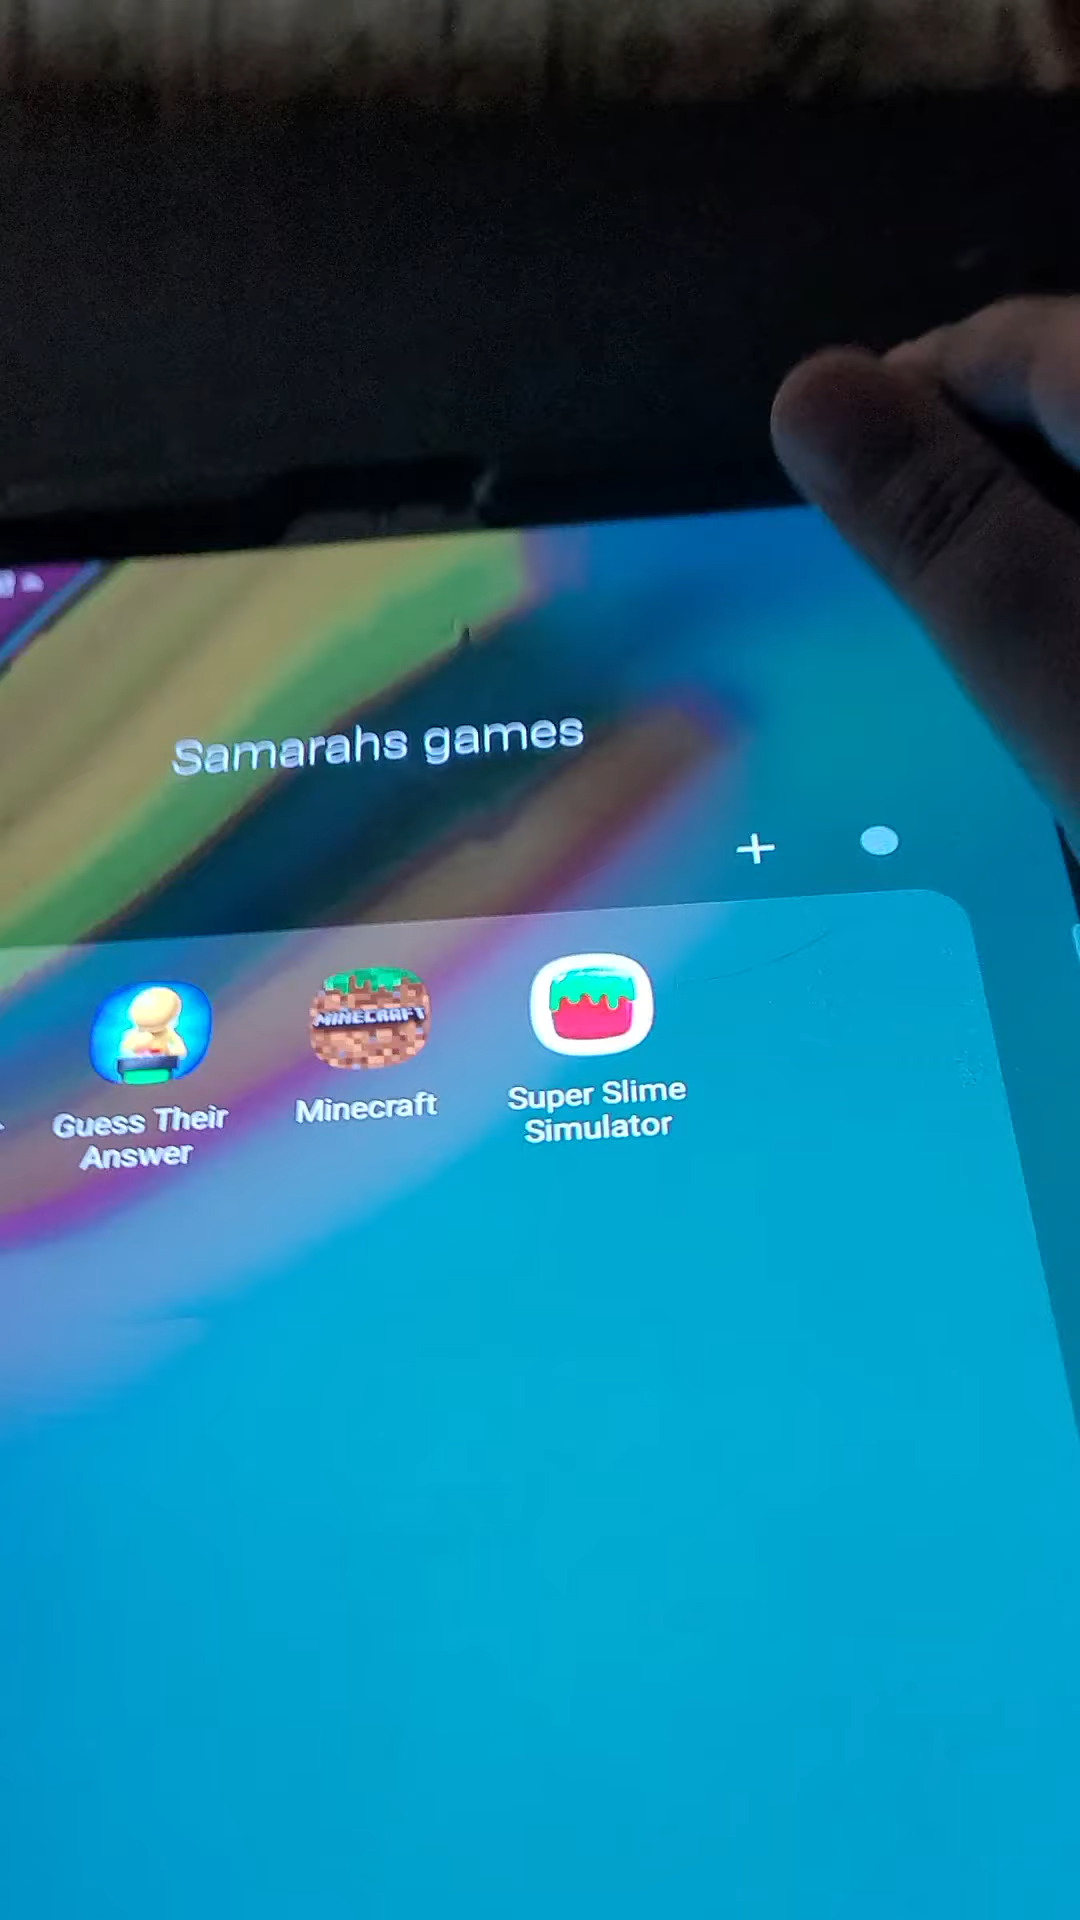 Samarahs games
MINECRAFT
Guess Their
Answer
Minecraft
Super Slime
Simulator